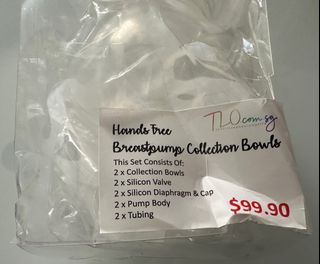 TLO.com.sg
Hands Free
Breastpump Collection Bowls
This Set Consists Of:
2 x Collection Bowls
2 x Silicon Valve
2 x Silicon Diaphragm & Cap
2 x Pump Body
2 x Tubing
$99.90